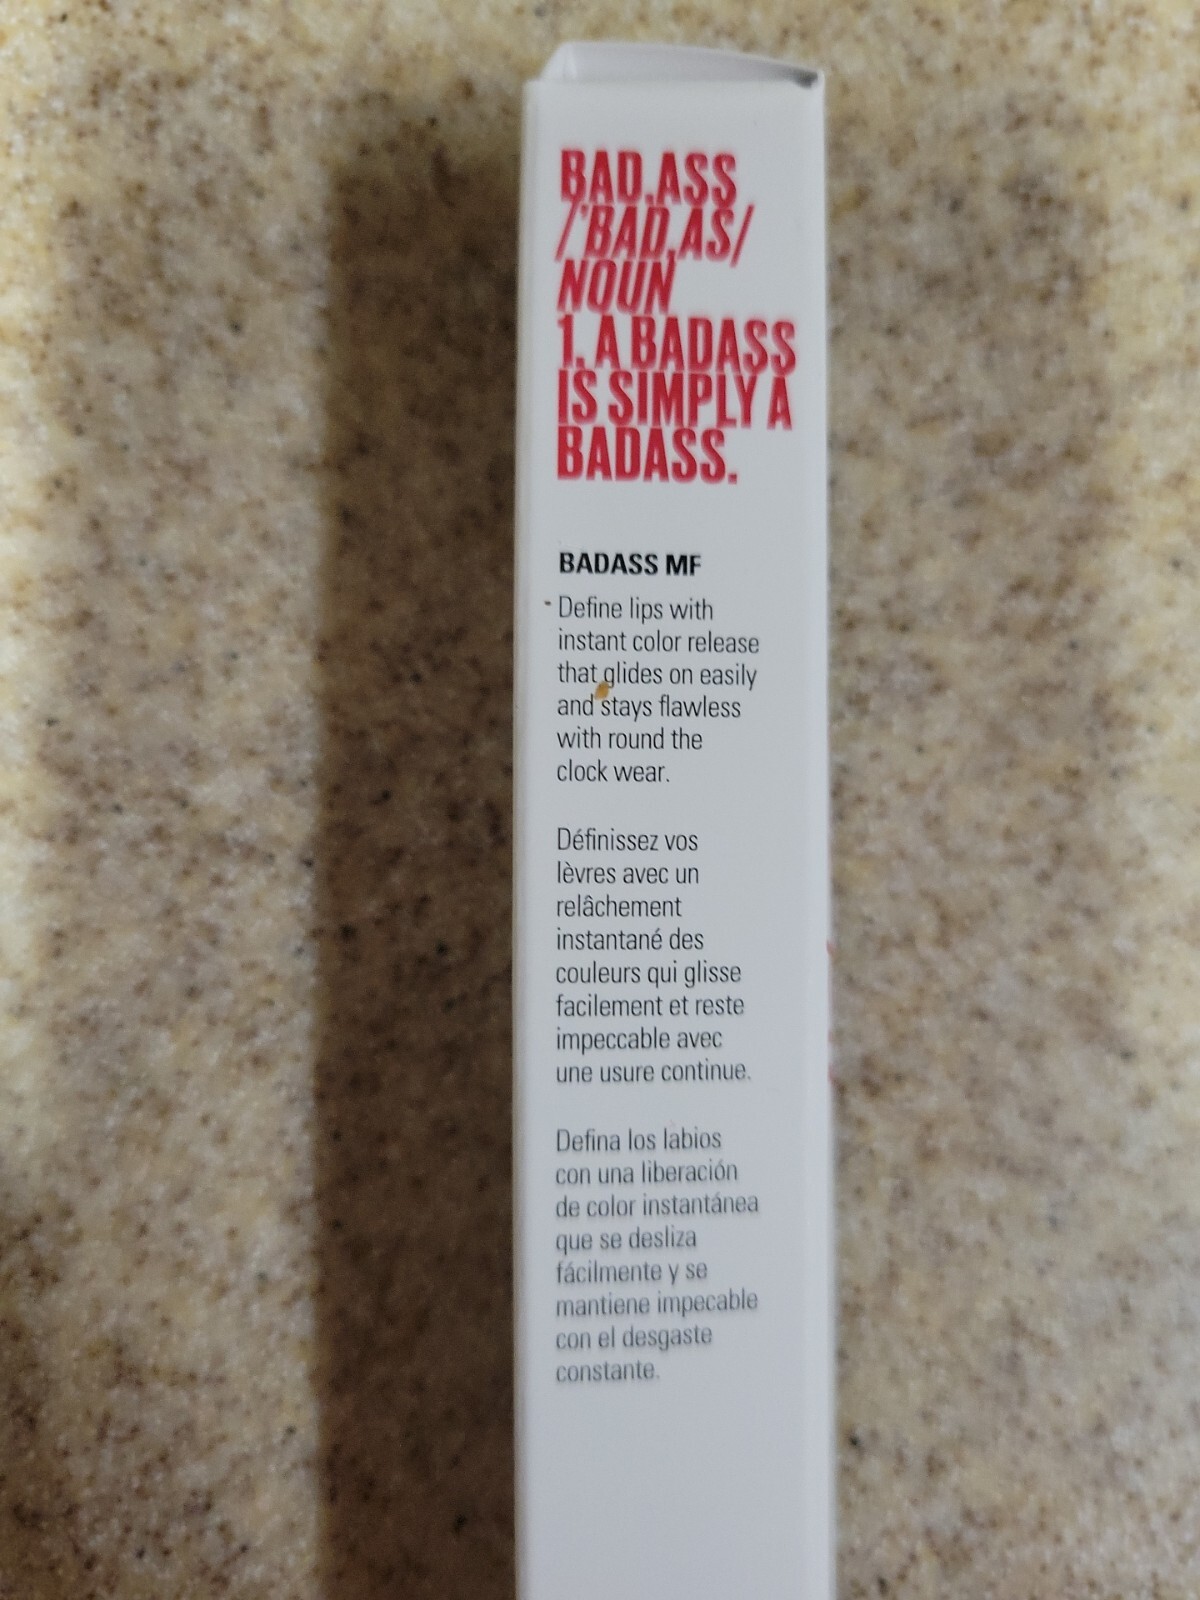 BAD.ASS
/'BAD,AS/
NOUN
1. A BADASS
IS SIMPLY A
BADASS.
BADASS MF
Define lips with
instant color release
that glides on easily
and stays flawless
with round the
clock wear.
Définissez vos
lèvres avec un
relâchement
instantané des
couleurs qui glisse
facilement et reste
impeccable avec
une usure continue.
Defina los labios
con una liberación
de color instantánea
que se desliza
fácilmente y se
mantiene impecable
con el desgaste
constante.